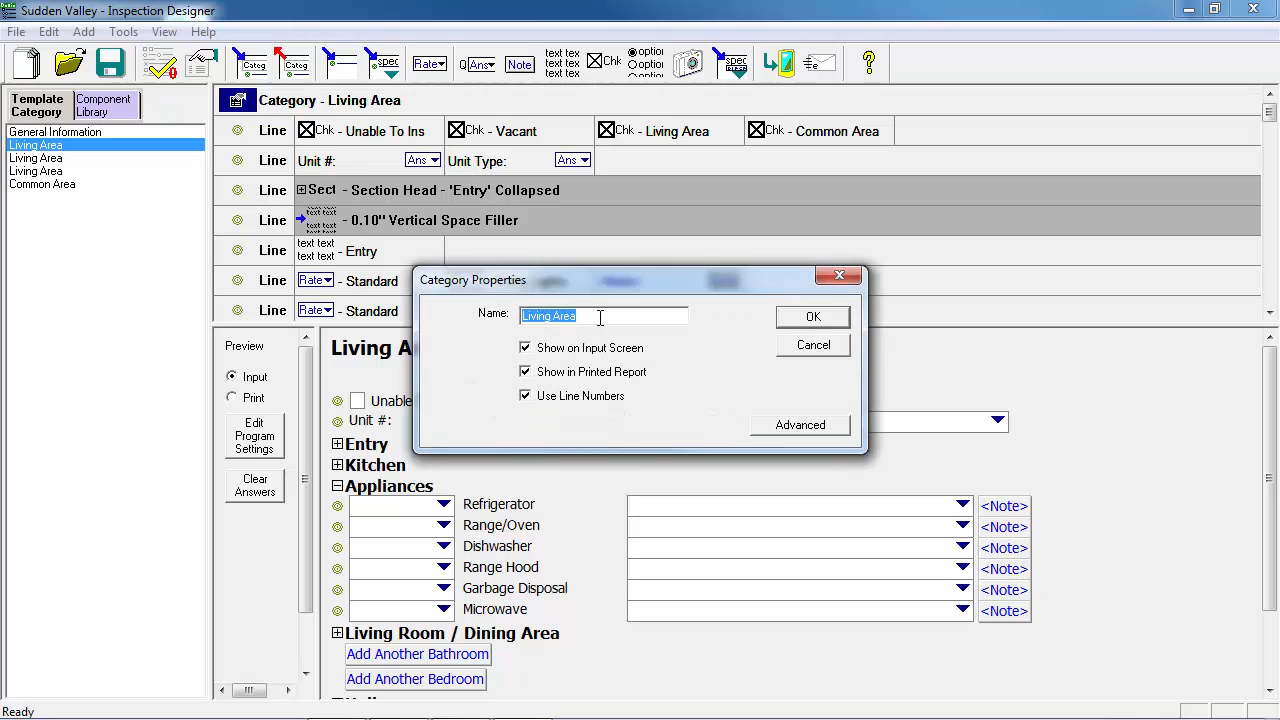 Sudden Valley - Inspection Designer
File Edit Add Tools View Help
Catcg Catcg spec Rate Q Ans Note text tex text tex text tex Chk option option option spec
Template Category
Component Library
General Information
Living Area
Living Area
Living Area
Common Area
Category - Living Area
Line Chk - Unable To Ins Chk - Vacant Chk - Living Area Chk - Common Area
Line Unit #: Ans Unit Type: Ans
Line Sect - Section Head - 'Entry' Collapsed
Line text text text text - 0.10" Vertical Space Filler
Line text text text text - Entry
Line Rate - Standard
Line Rate - Standard
Category Properties
Name: Living Area
Show on Input Screen
Show in Printed Report
Use Line Numbers
OK
Cancel
Advanced
Preview
Input
Print
Edit Program Settings
Clear Answers
Living A
Unable
Unit #:
Entry
Kitchen
Appliances
Refrigerator <Note>
Range/Oven <Note>
Dishwasher <Note>
Range Hood <Note>
Garbage Disposal <Note>
Microwave <Note>
Living Room / Dining Area
Add Another Bathroom
Add Another Bedroom
Ready